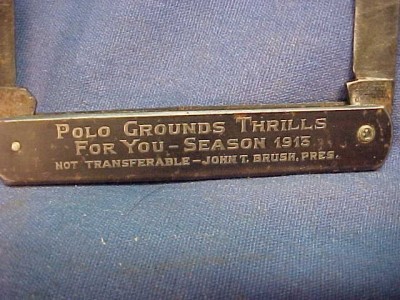 POLO GROUNDS THRILLS
FOR YOU – SEASON 1913
NOT TRANSFERABLE – JOHN T. BRUSH, PRES.